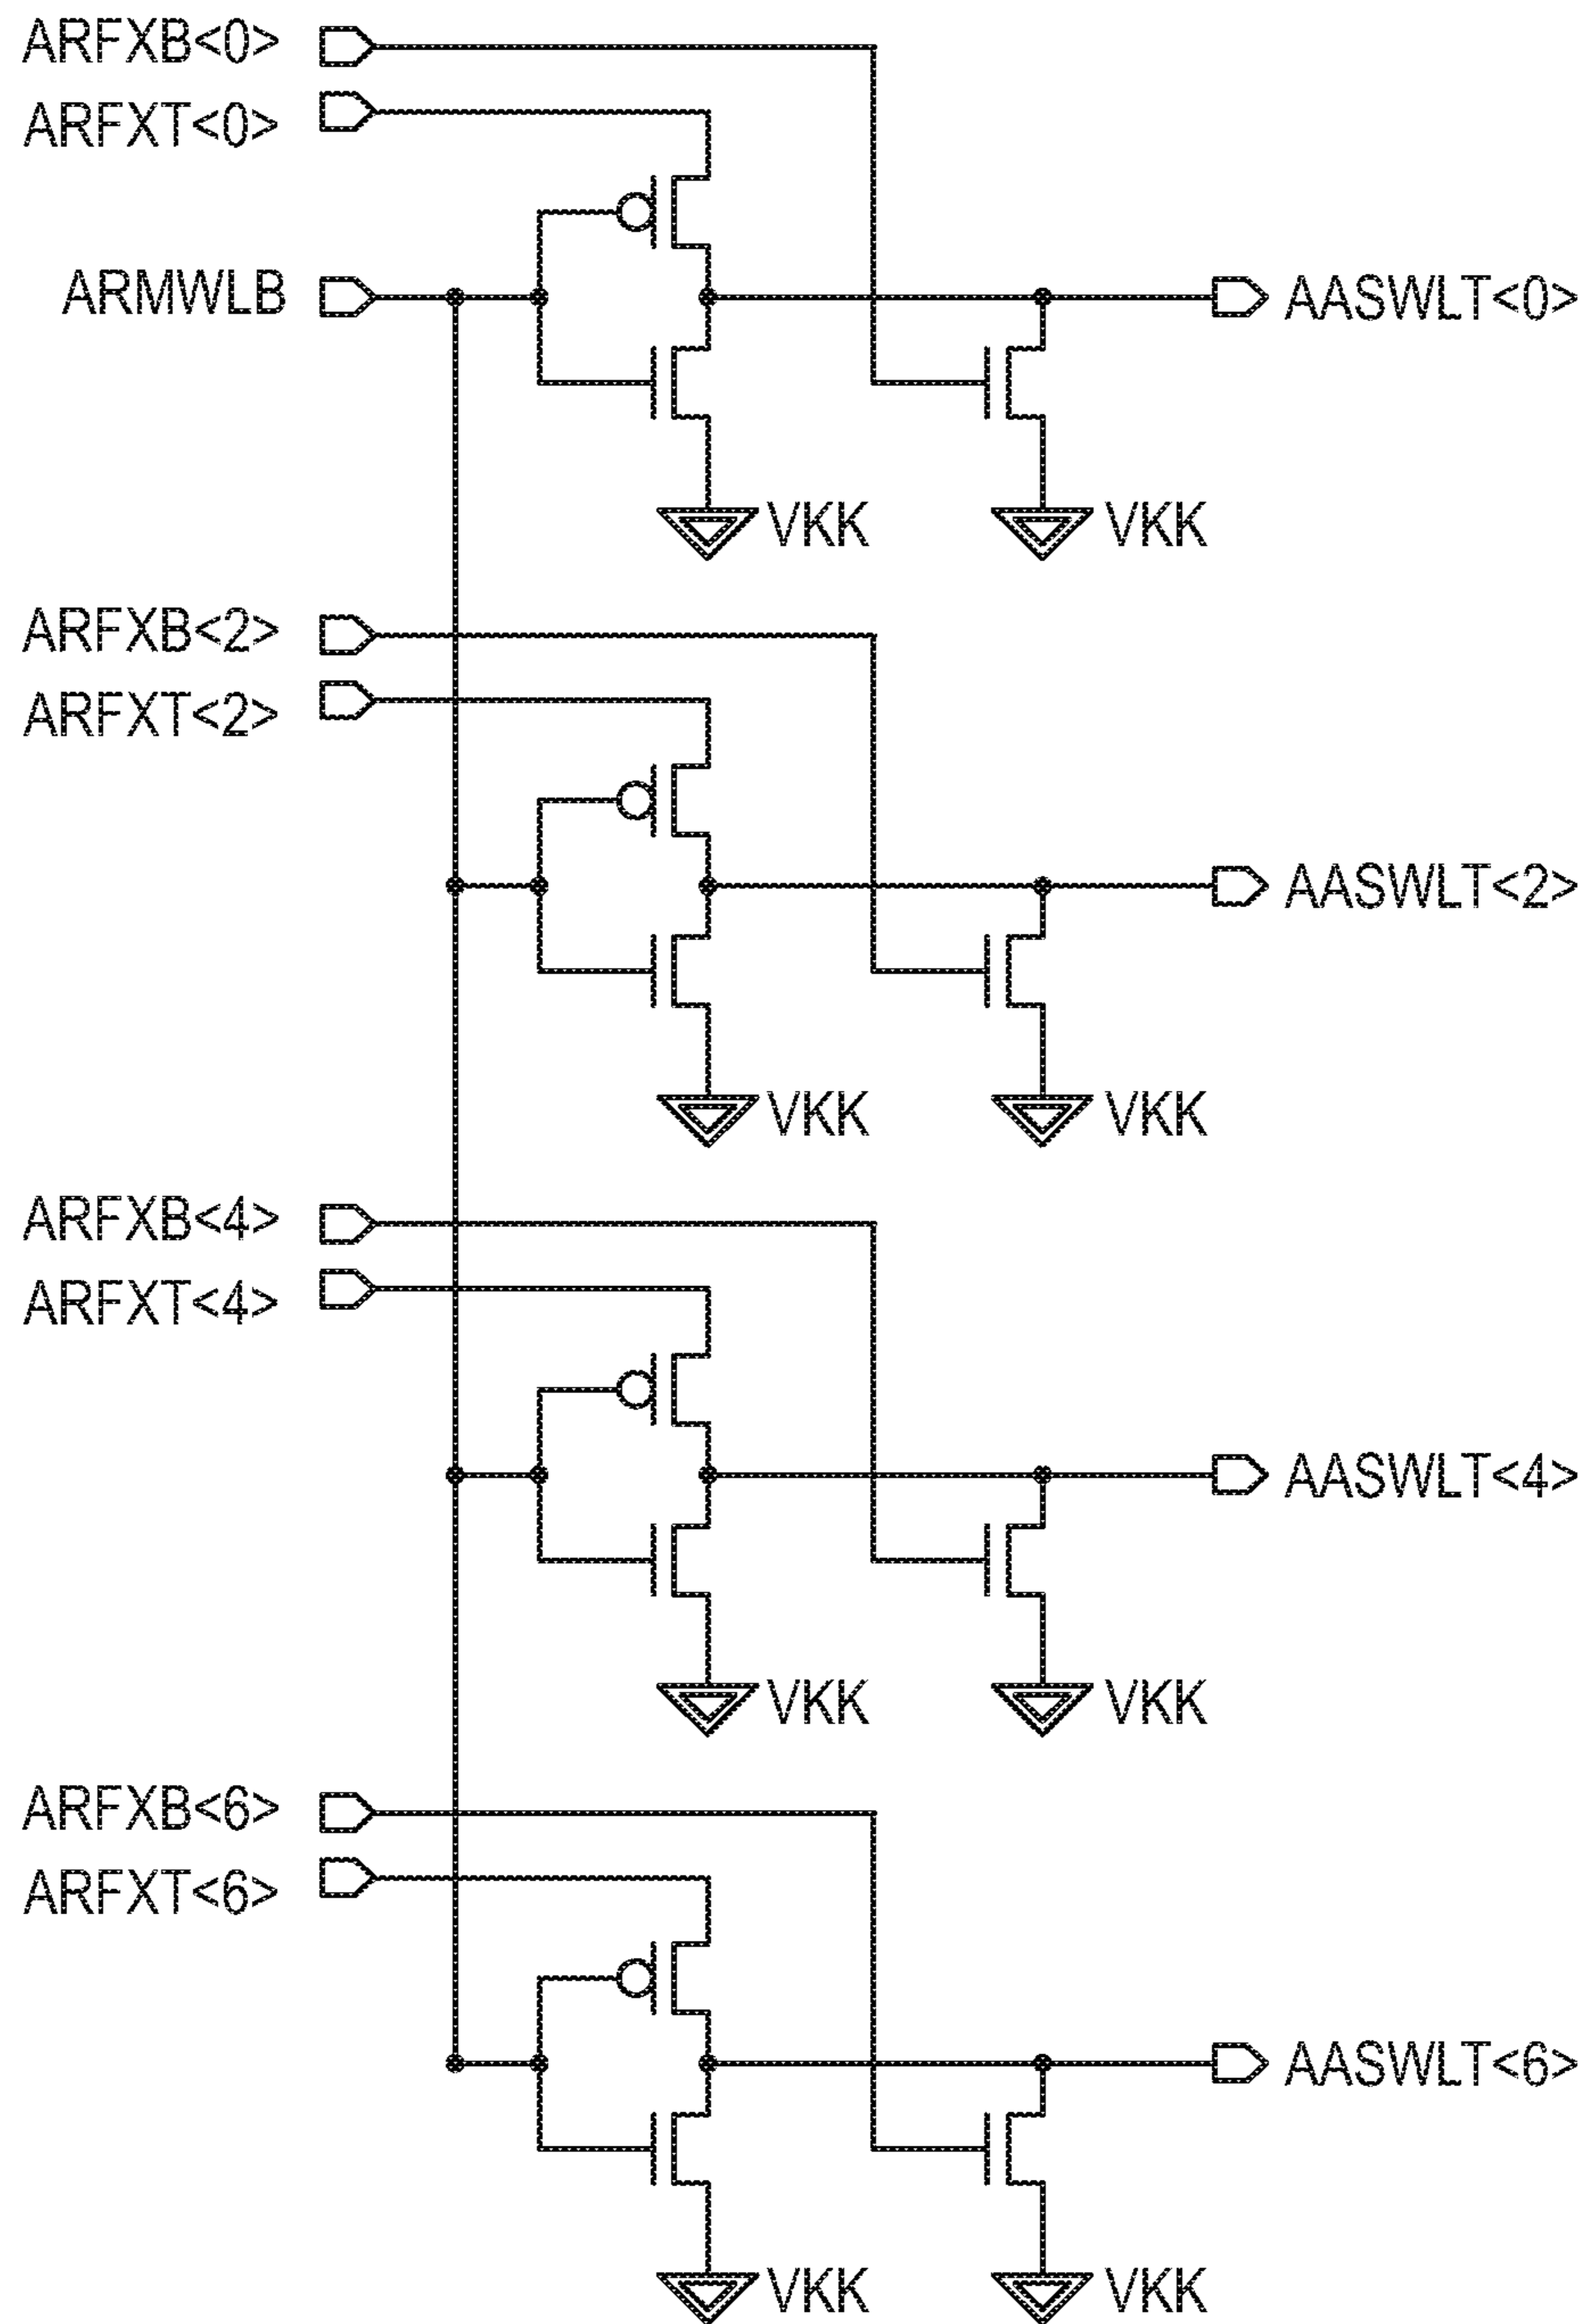 ARFXB<0>
ARFXT<0>
ARMWLB
AASWLT<0>
VKK VKK
ARFXB<2>
ARFXT<2>
AASWLT<2>
VKK VKK
ARFXB<4>
ARFXT<4>
AASWLT<4>
VKK VKK
ARFXB<6>
ARFXT<6>
AASWLT<6>
VKK VKK